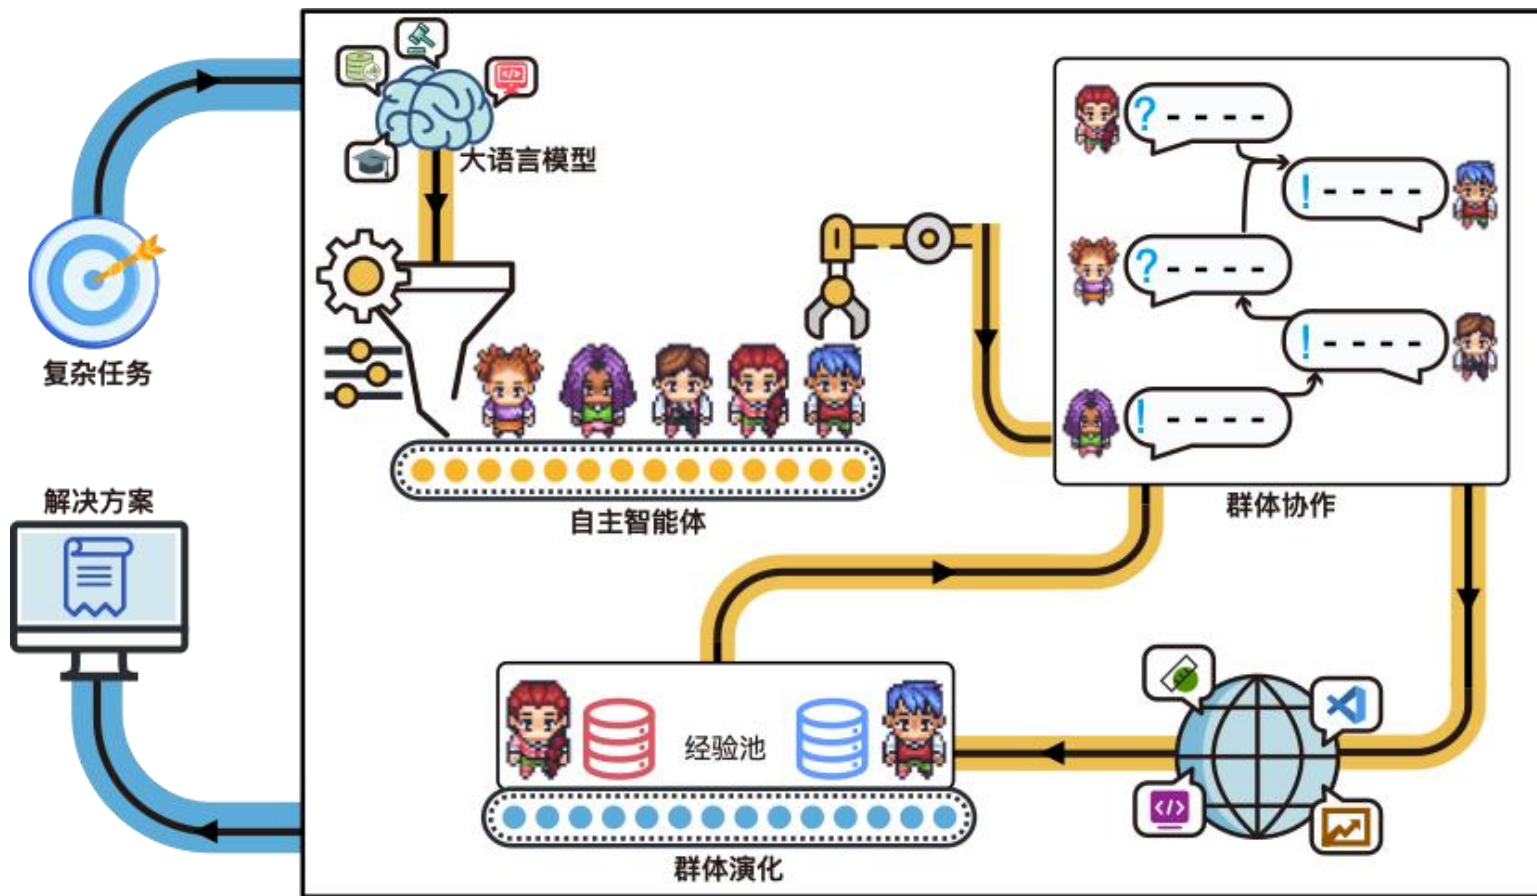 大语言模型
? - - - -
! - - - -
复杂任务
? - - - -
! - - - -
! - - - -
自主智能体
群体协作
解决方案
经验池
</>
</>
群体演化